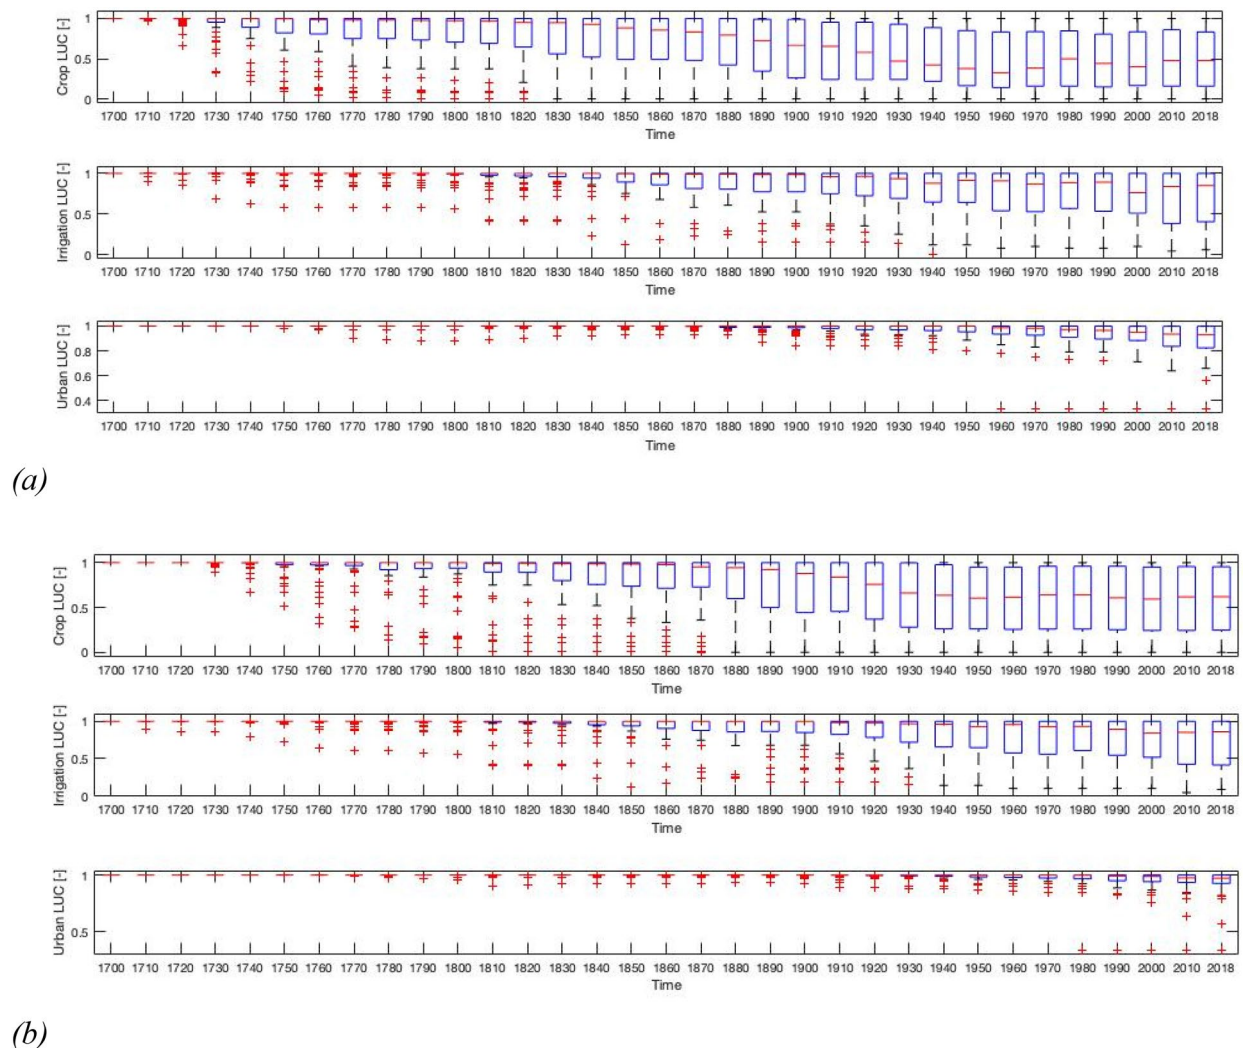 Crop LUC [-]
1
0.5
0
1700 1710 1720 1730 1740 1750 1760 1770 1780 1790 1800 1810 1820 1830 1840 1850 1860 1870 1880 1890 1900 1910 1920 1930 1940 1950 1960 1970 1980 1990 2000 2010 2018
Time
Irrigation LUC [-]
1
0.5
0
1700 1710 1720 1730 1740 1750 1760 1770 1780 1790 1800 1810 1820 1830 1840 1850 1860 1870 1880 1890 1900 1910 1920 1930 1940 1950 1960 1970 1980 1990 2000 2010 2018
Time
Urban LUC [-]
1
0.8
0.6
0.4
1700 1710 1720 1730 1740 1750 1760 1770 1780 1790 1800 1810 1820 1830 1840 1850 1860 1870 1880 1890 1900 1910 1920 1930 1940 1950 1960 1970 1980 1990 2000 2010 2018
Time
(a)
Crop LUC [-]
1
0.5
0
1700 1710 1720 1730 1740 1750 1760 1770 1780 1790 1800 1810 1820 1830 1840 1850 1860 1870 1880 1890 1900 1910 1920 1930 1940 1950 1960 1970 1980 1990 2000 2010 2018
Time
Irrigation LUC [-]
1
0.5
0
1700 1710 1720 1730 1740 1750 1760 1770 1780 1790 1800 1810 1820 1830 1840 1850 1860 1870 1880 1890 1900 1910 1920 1930 1940 1950 1960 1970 1980 1990 2000 2010 2018
Time
Urban LUC [-]
1
0.5
1700 1710 1720 1730 1740 1750 1760 1770 1780 1790 1800 1810 1820 1830 1840 1850 1860 1870 1880 1890 1900 1910 1920 1930 1940 1950 1960 1970 1980 1990 2000 2010 2018
Time
(b)